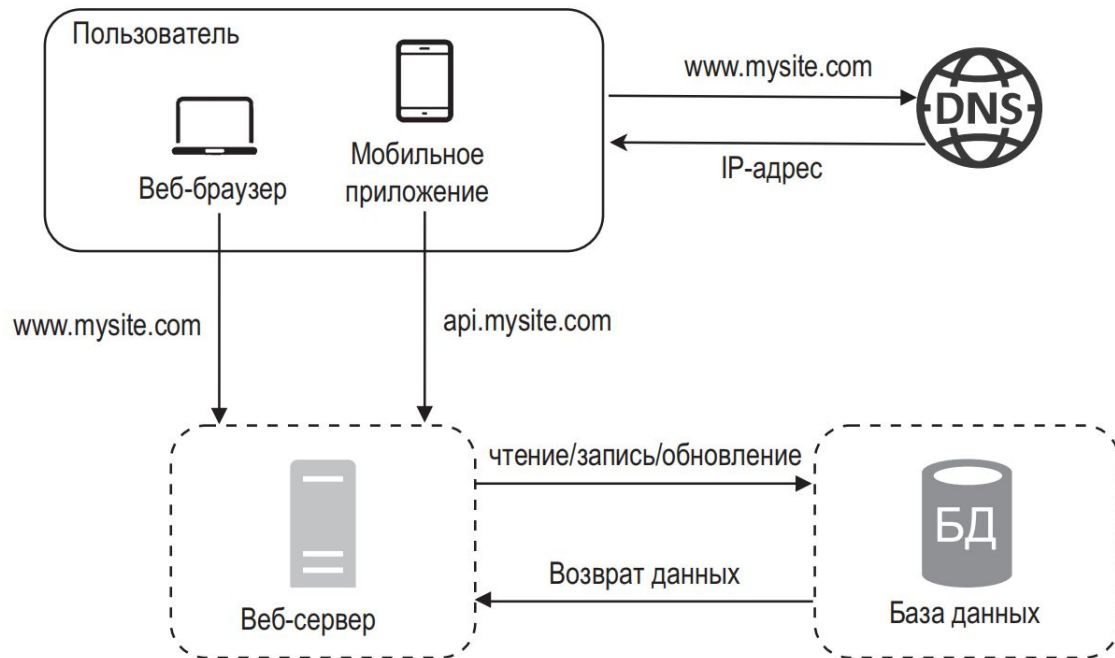 Пользователь
www.mysite.com
DNS
IP-адрес
Веб-браузер
Мобильное
приложение
www.mysite.com
api.mysite.com
чтение/запись/обновление
БД
Возврат данных
Веб-сервер
База данных